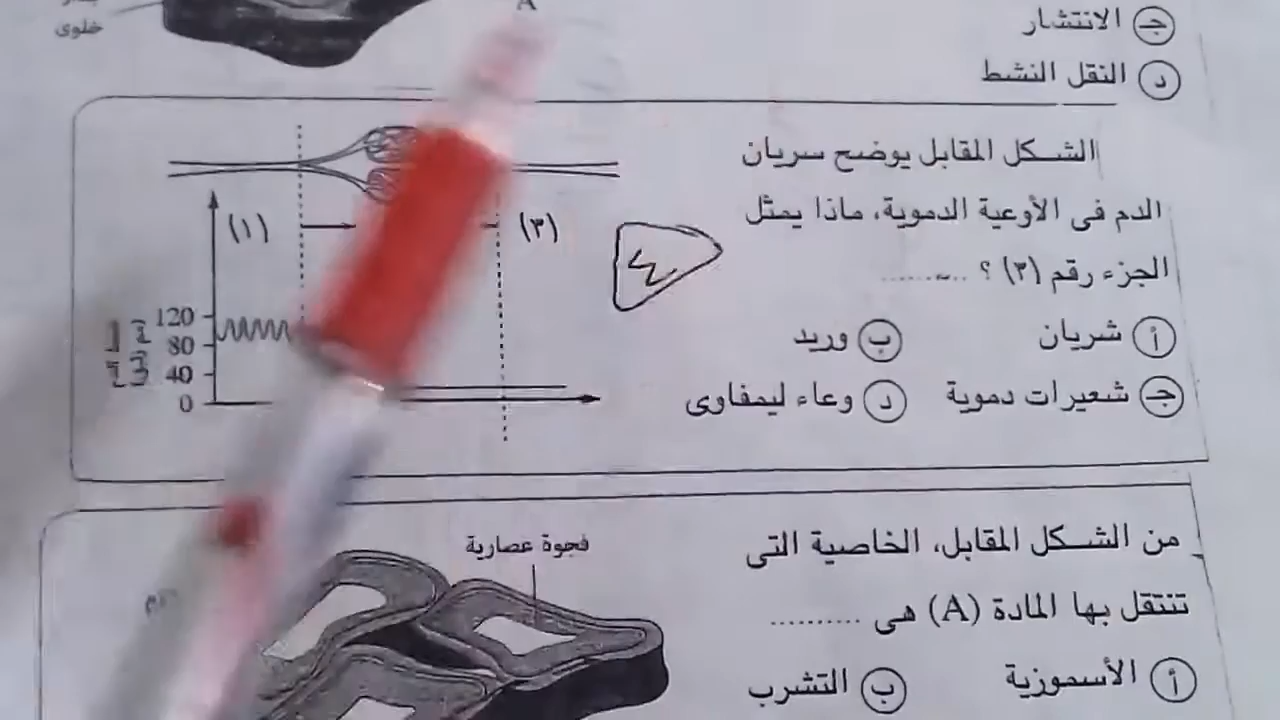 A
خلوى
ج الانتشار
د النقل النشط
الشكل المقابل يوضح سريان
الدم فى الأوعية الدموية، ماذا يمثل
الجزء رقم (٣) ؟ ..........
أ شريان
ب وريد
ج شعيرات دموية
د وعاء ليمفاوى
(١)
(٣)
120
80
40
0
٤
من الشكل المقابل، الخاصية التى
تنتقل بها المادة (A) هى ..........
أ الأسموزية
ب التشرب
فجوة عصارية